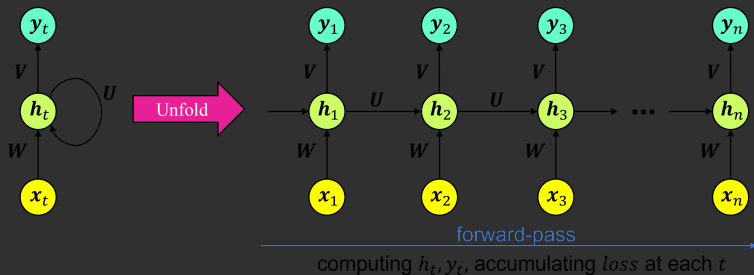 y_t y_1 y_2 y_3 y_n
V V V V V
U U U
h_t Unfold h_1 h_2 h_3 ... h_n
W W W W W
x_t x_1 x_2 x_3 x_n
forward-pass
computing h_t, y_t, accumulating loss at each t